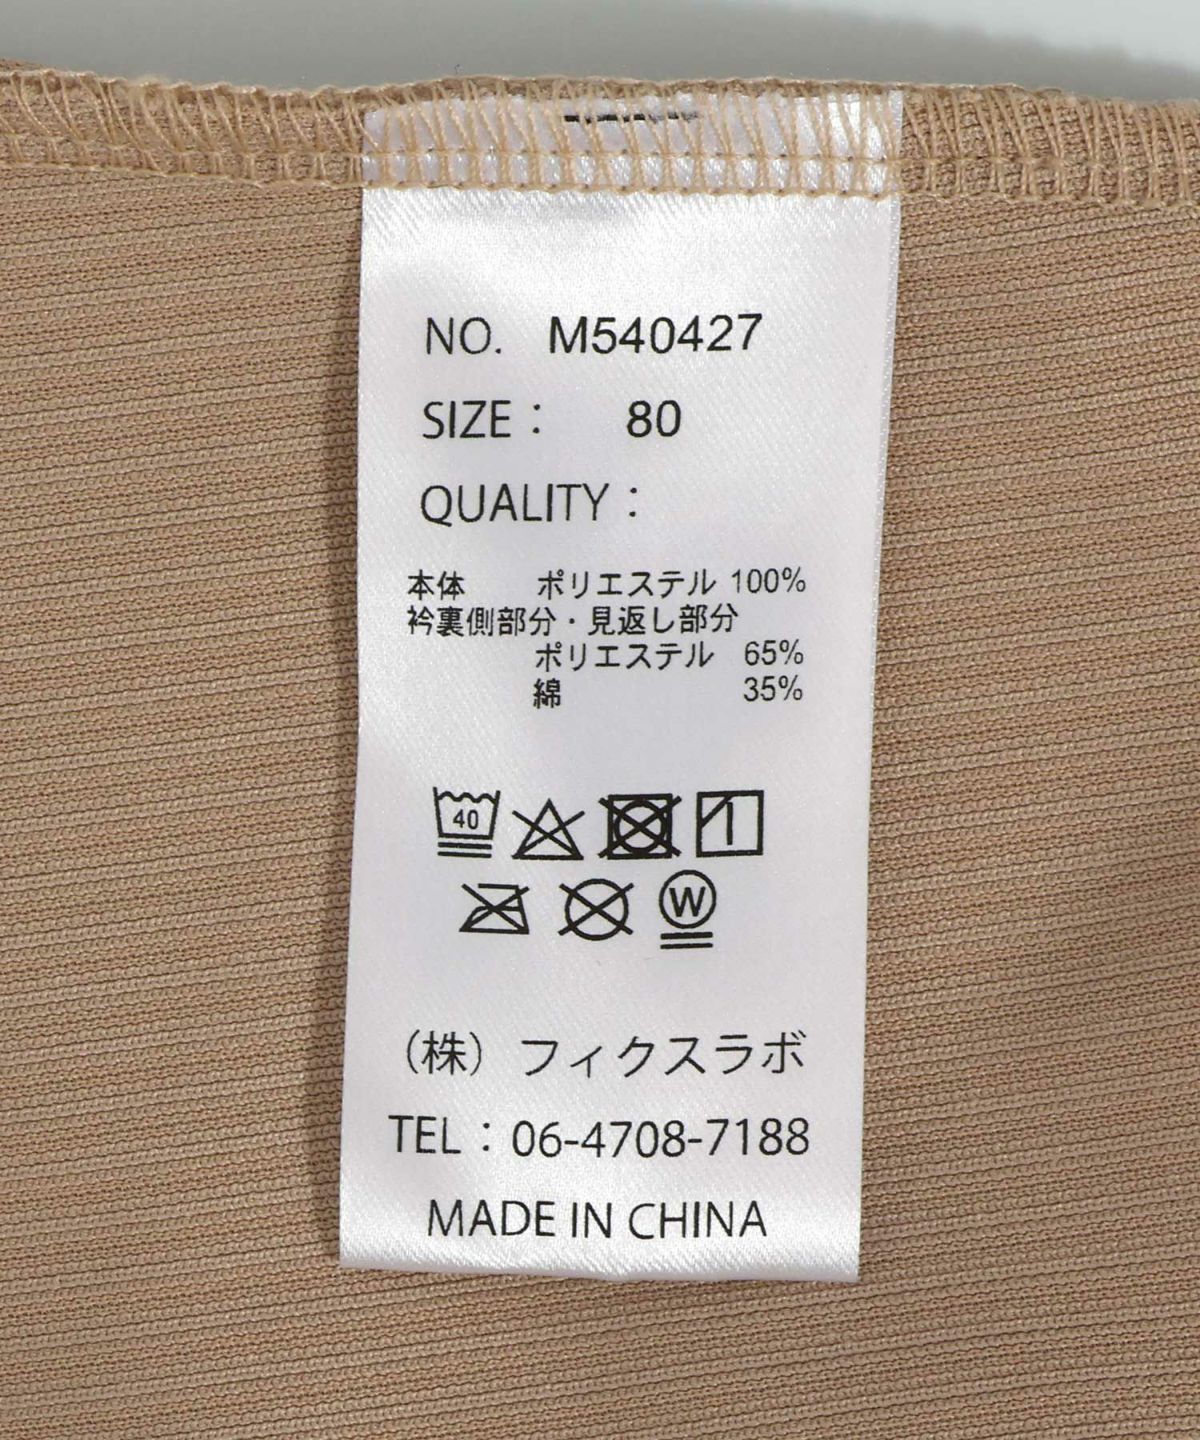 NO. M540427
SIZE： 80
QUALITY：
本体 ポリエステル 100%
衿裏側部分・見返し部分
ポリエステル 65%
綿 35%
40
W
（株）フィクスラボ
TEL：06-4708-7188
MADE IN CHINA